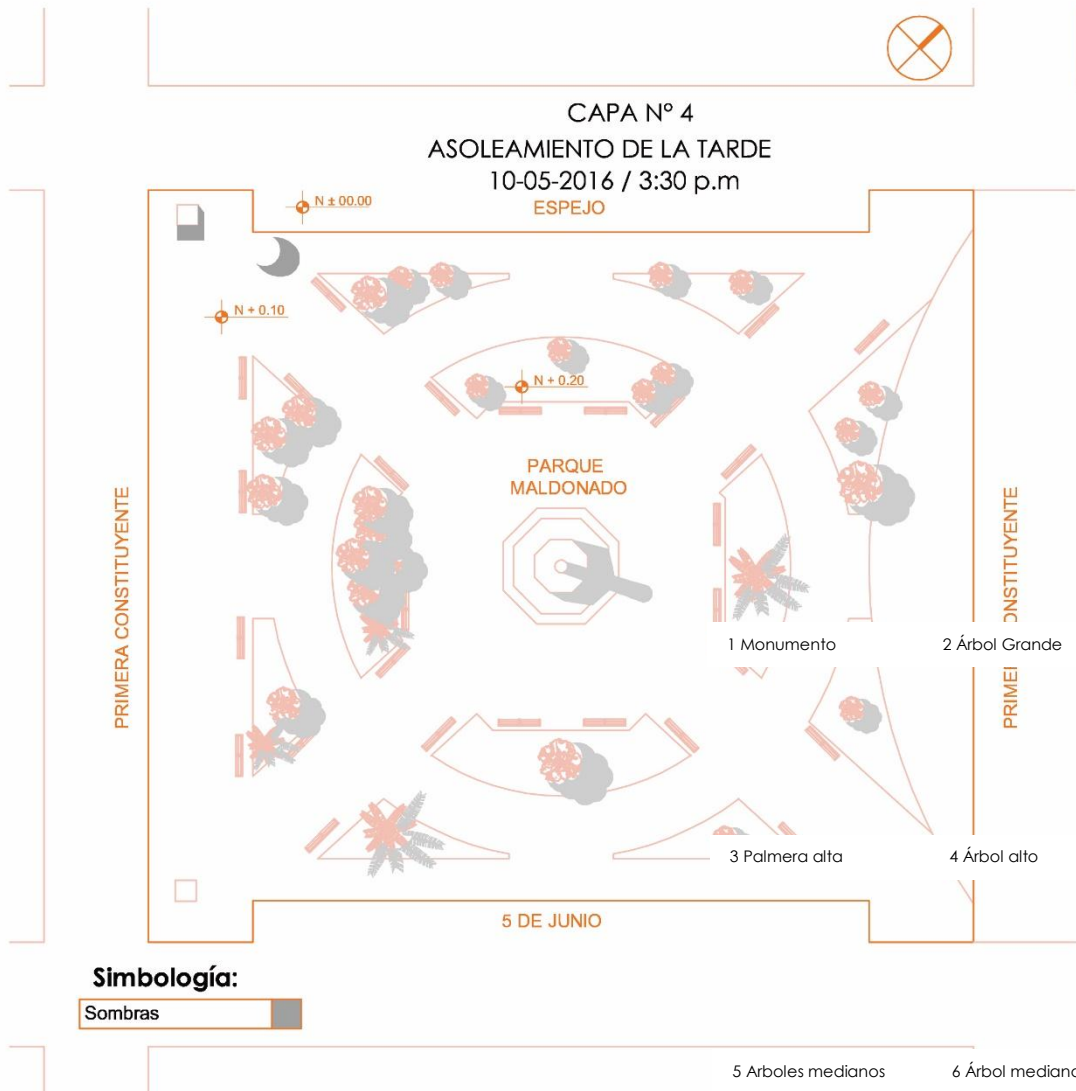 CAPA Nº 4
ASOLEAMIENTO DE LA TARDE
10-05-2016 / 3:30 p.m
ESPEJO
N ± 00.00
N + 0.10
N + 0.20
PARQUE
MALDONADO
PRIMERA CONSTITUYENTE
PRIMERA CONSTITUYENTE
1 Monumento
2 Árbol Grande
3 Palmera alta
4 Árbol alto
5 DE JUNIO
Simbología:
Sombras
5 Arboles medianos
6 Árbol mediano